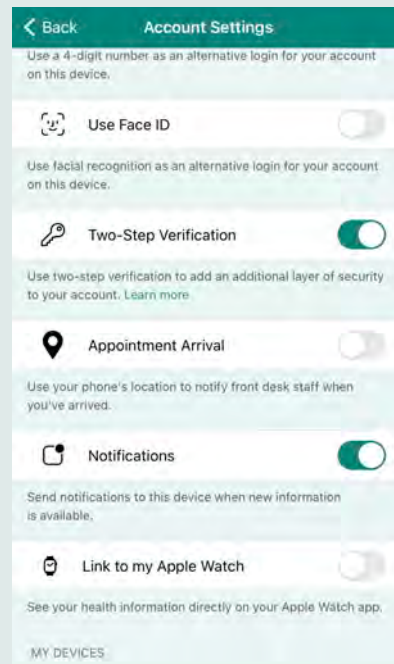 Back
Account Settings
Use a 4-digit number as an alternative login for your account
on this device.
Use Face ID
Use facial recognition as an alternative login for your account
on this device.
Two-Step Verification
Use two-step verification to add an additional layer of security
to your account. Learn more
Appointment Arrival
Use your phone's location to notify front desk staff when
you've arrived.
Notifications
Send notifications to this device when new information
is available.
Link to my Apple Watch
See your health information directly on your Apple Watch app.
MY DEVICES